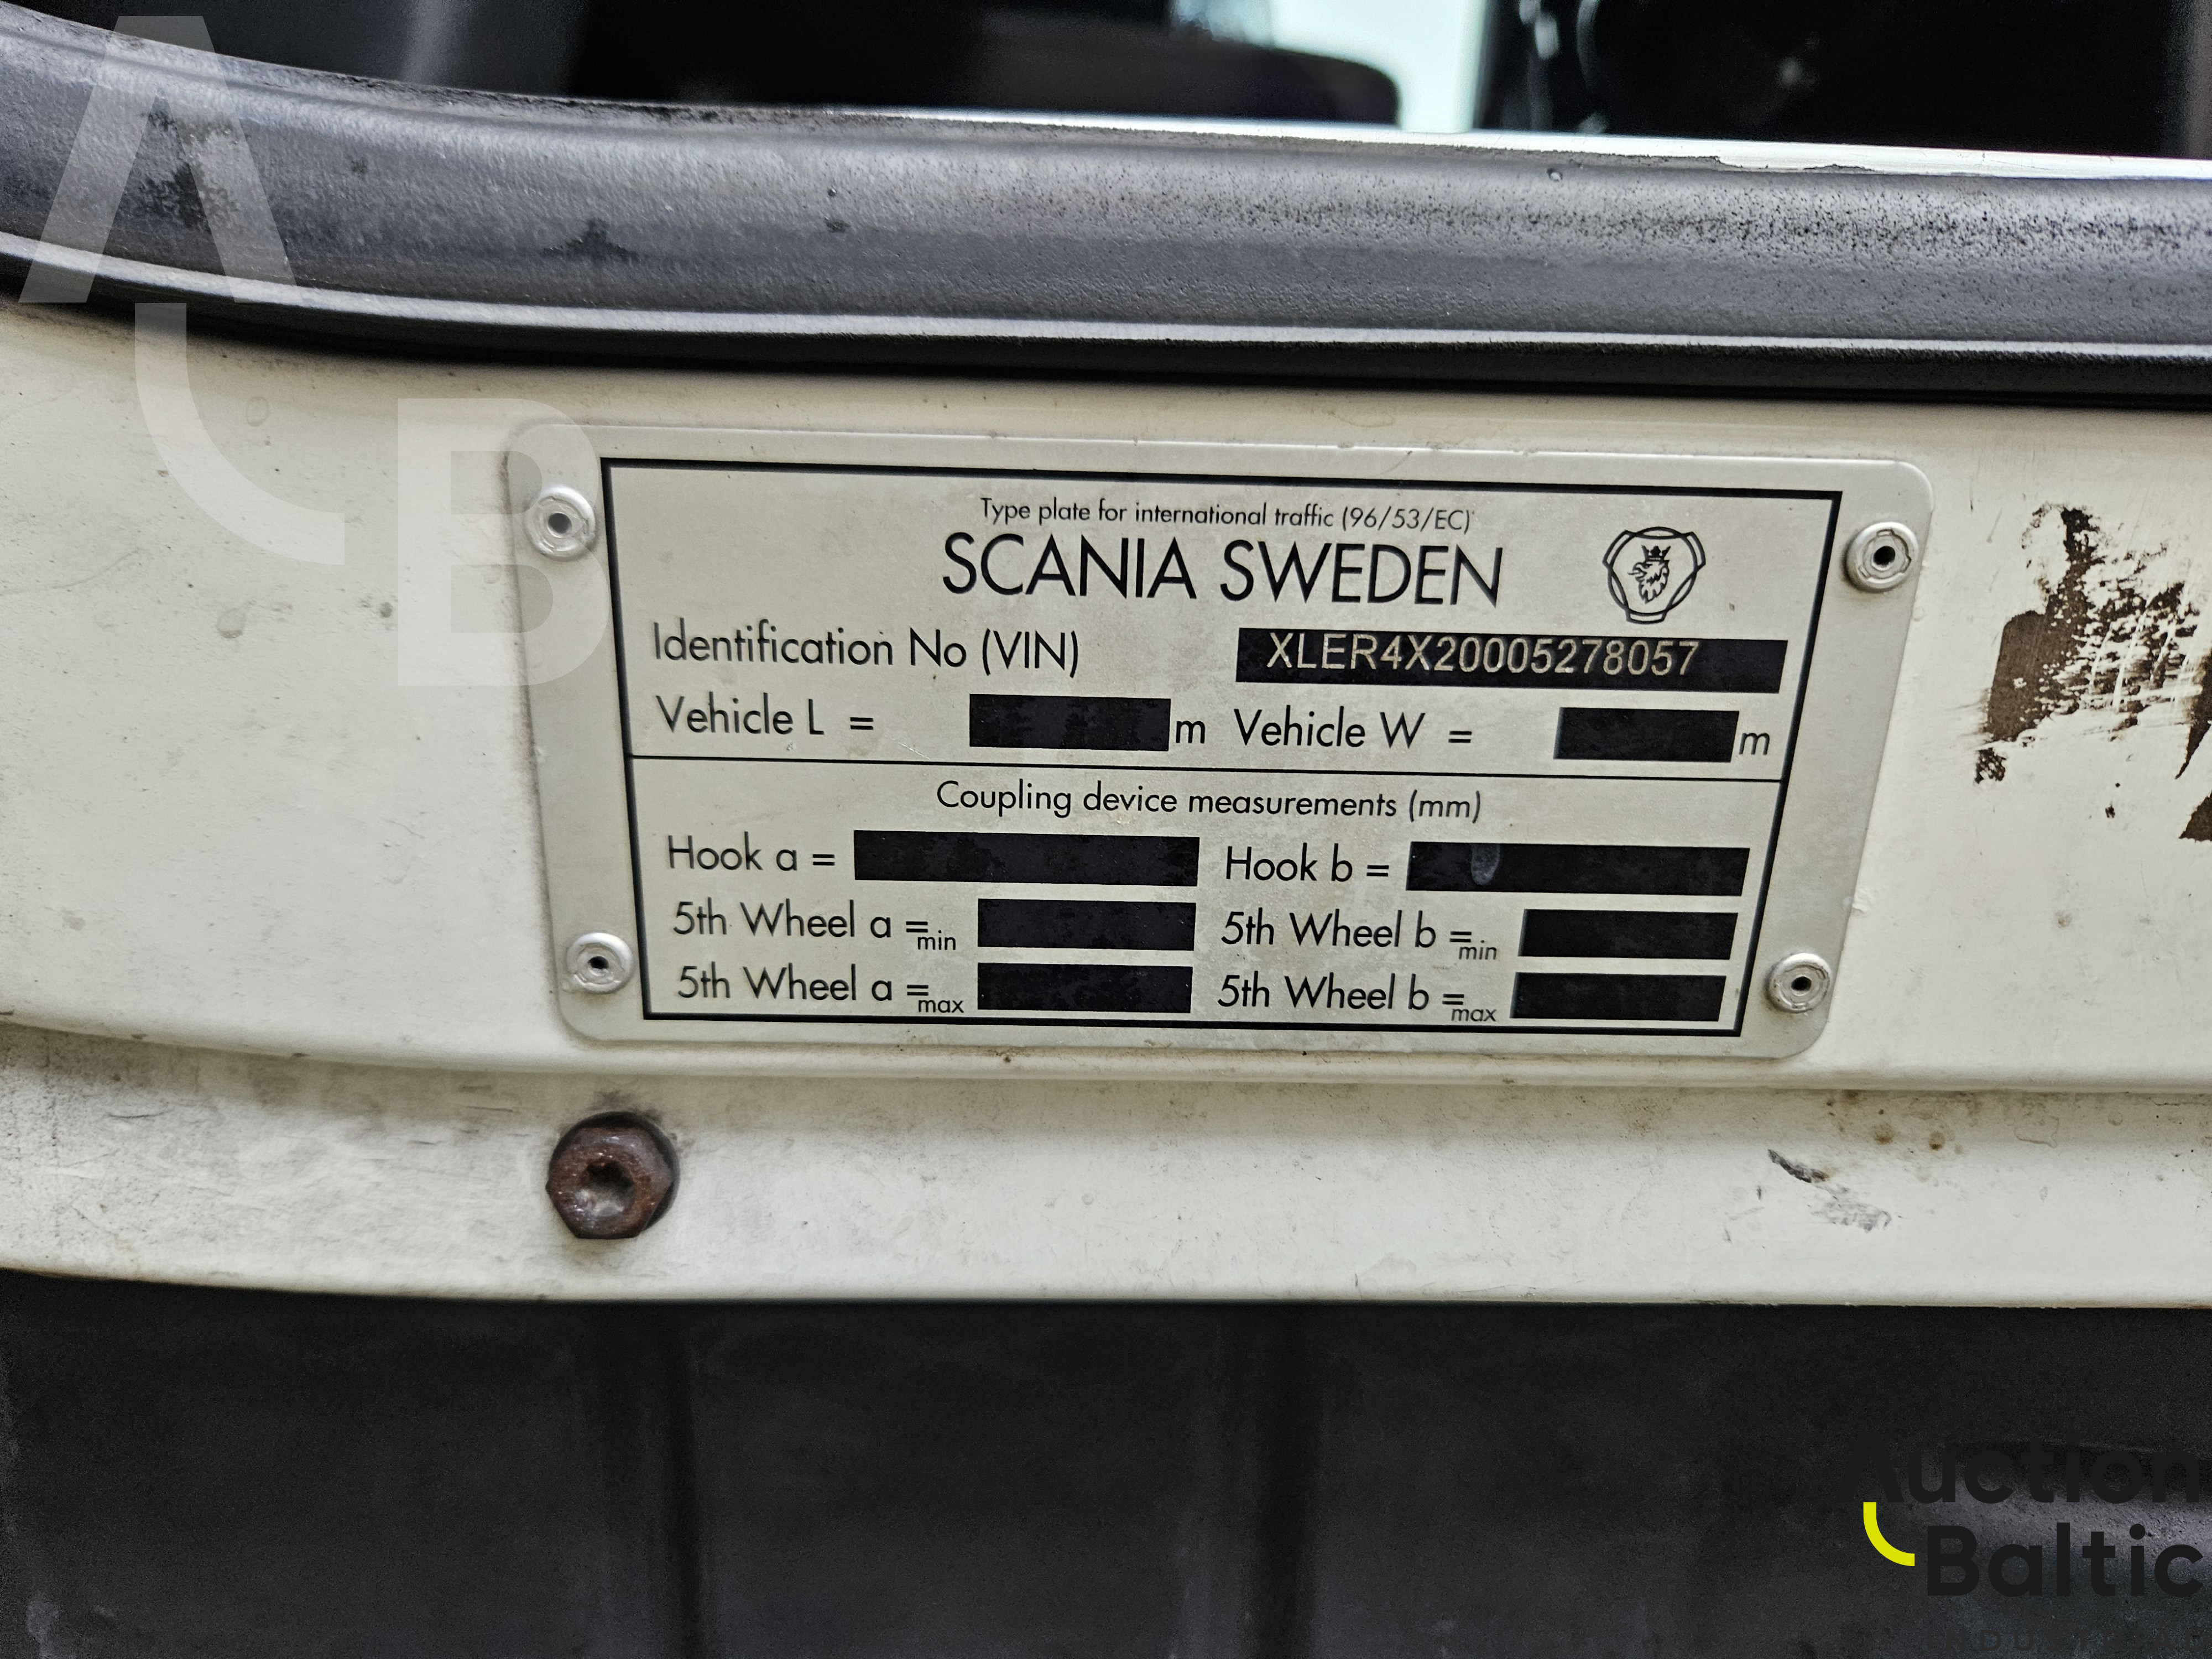 AB
Type plate for international traffic (96/53/EC)
SCANIA SWEDEN
Identification No (VIN) XLER4X20005278057
Vehicle L = m Vehicle W = m
Coupling device measurements (mm)
Hook a = Hook b =
5th Wheel a =min 5th Wheel b =min
5th Wheel a =max 5th Wheel b =max
Auction
Baltic